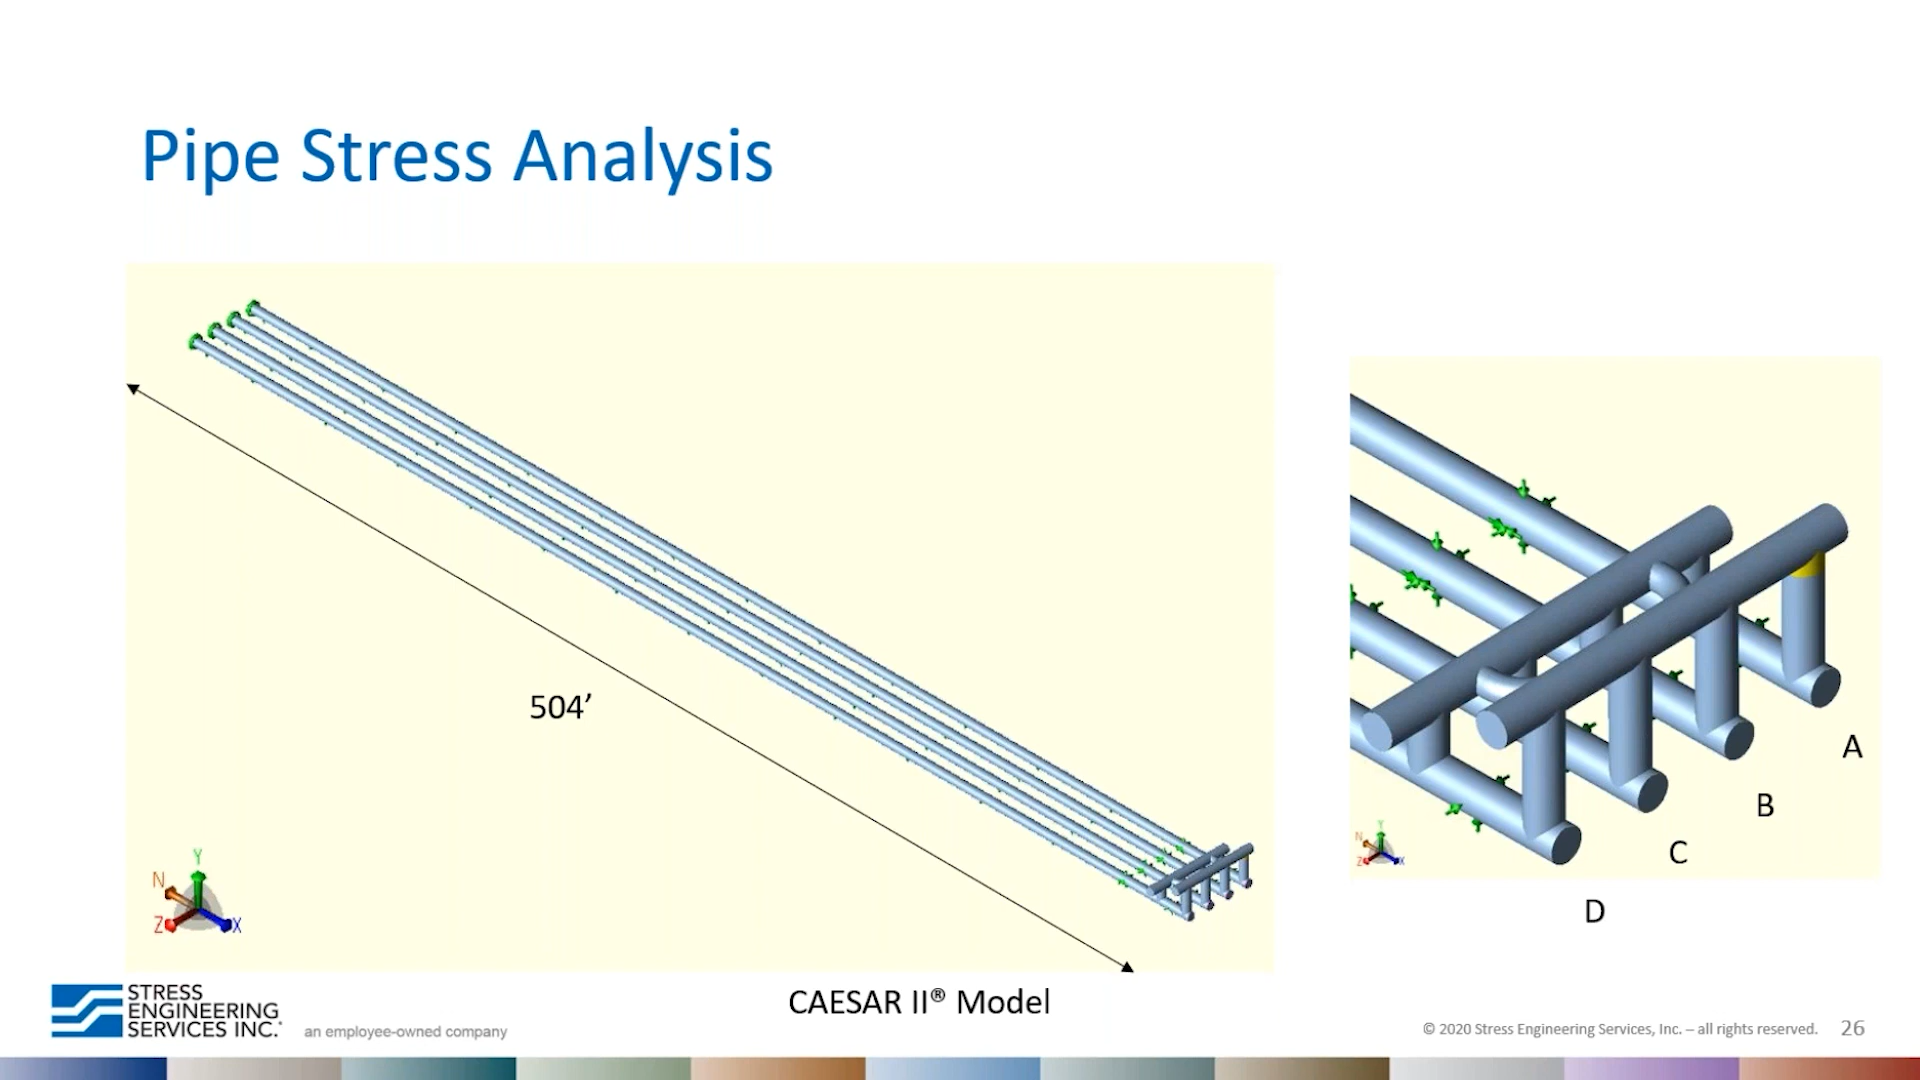 Pipe Stress Analysis
504’
Y
N
Z
X
A
B
C
D
Y
N
Z
X
CAESAR II® Model
STRESS
ENGINEERING
SERVICES INC.
an employee-owned company
© 2020 Stress Engineering Services, Inc. – all rights reserved.
26